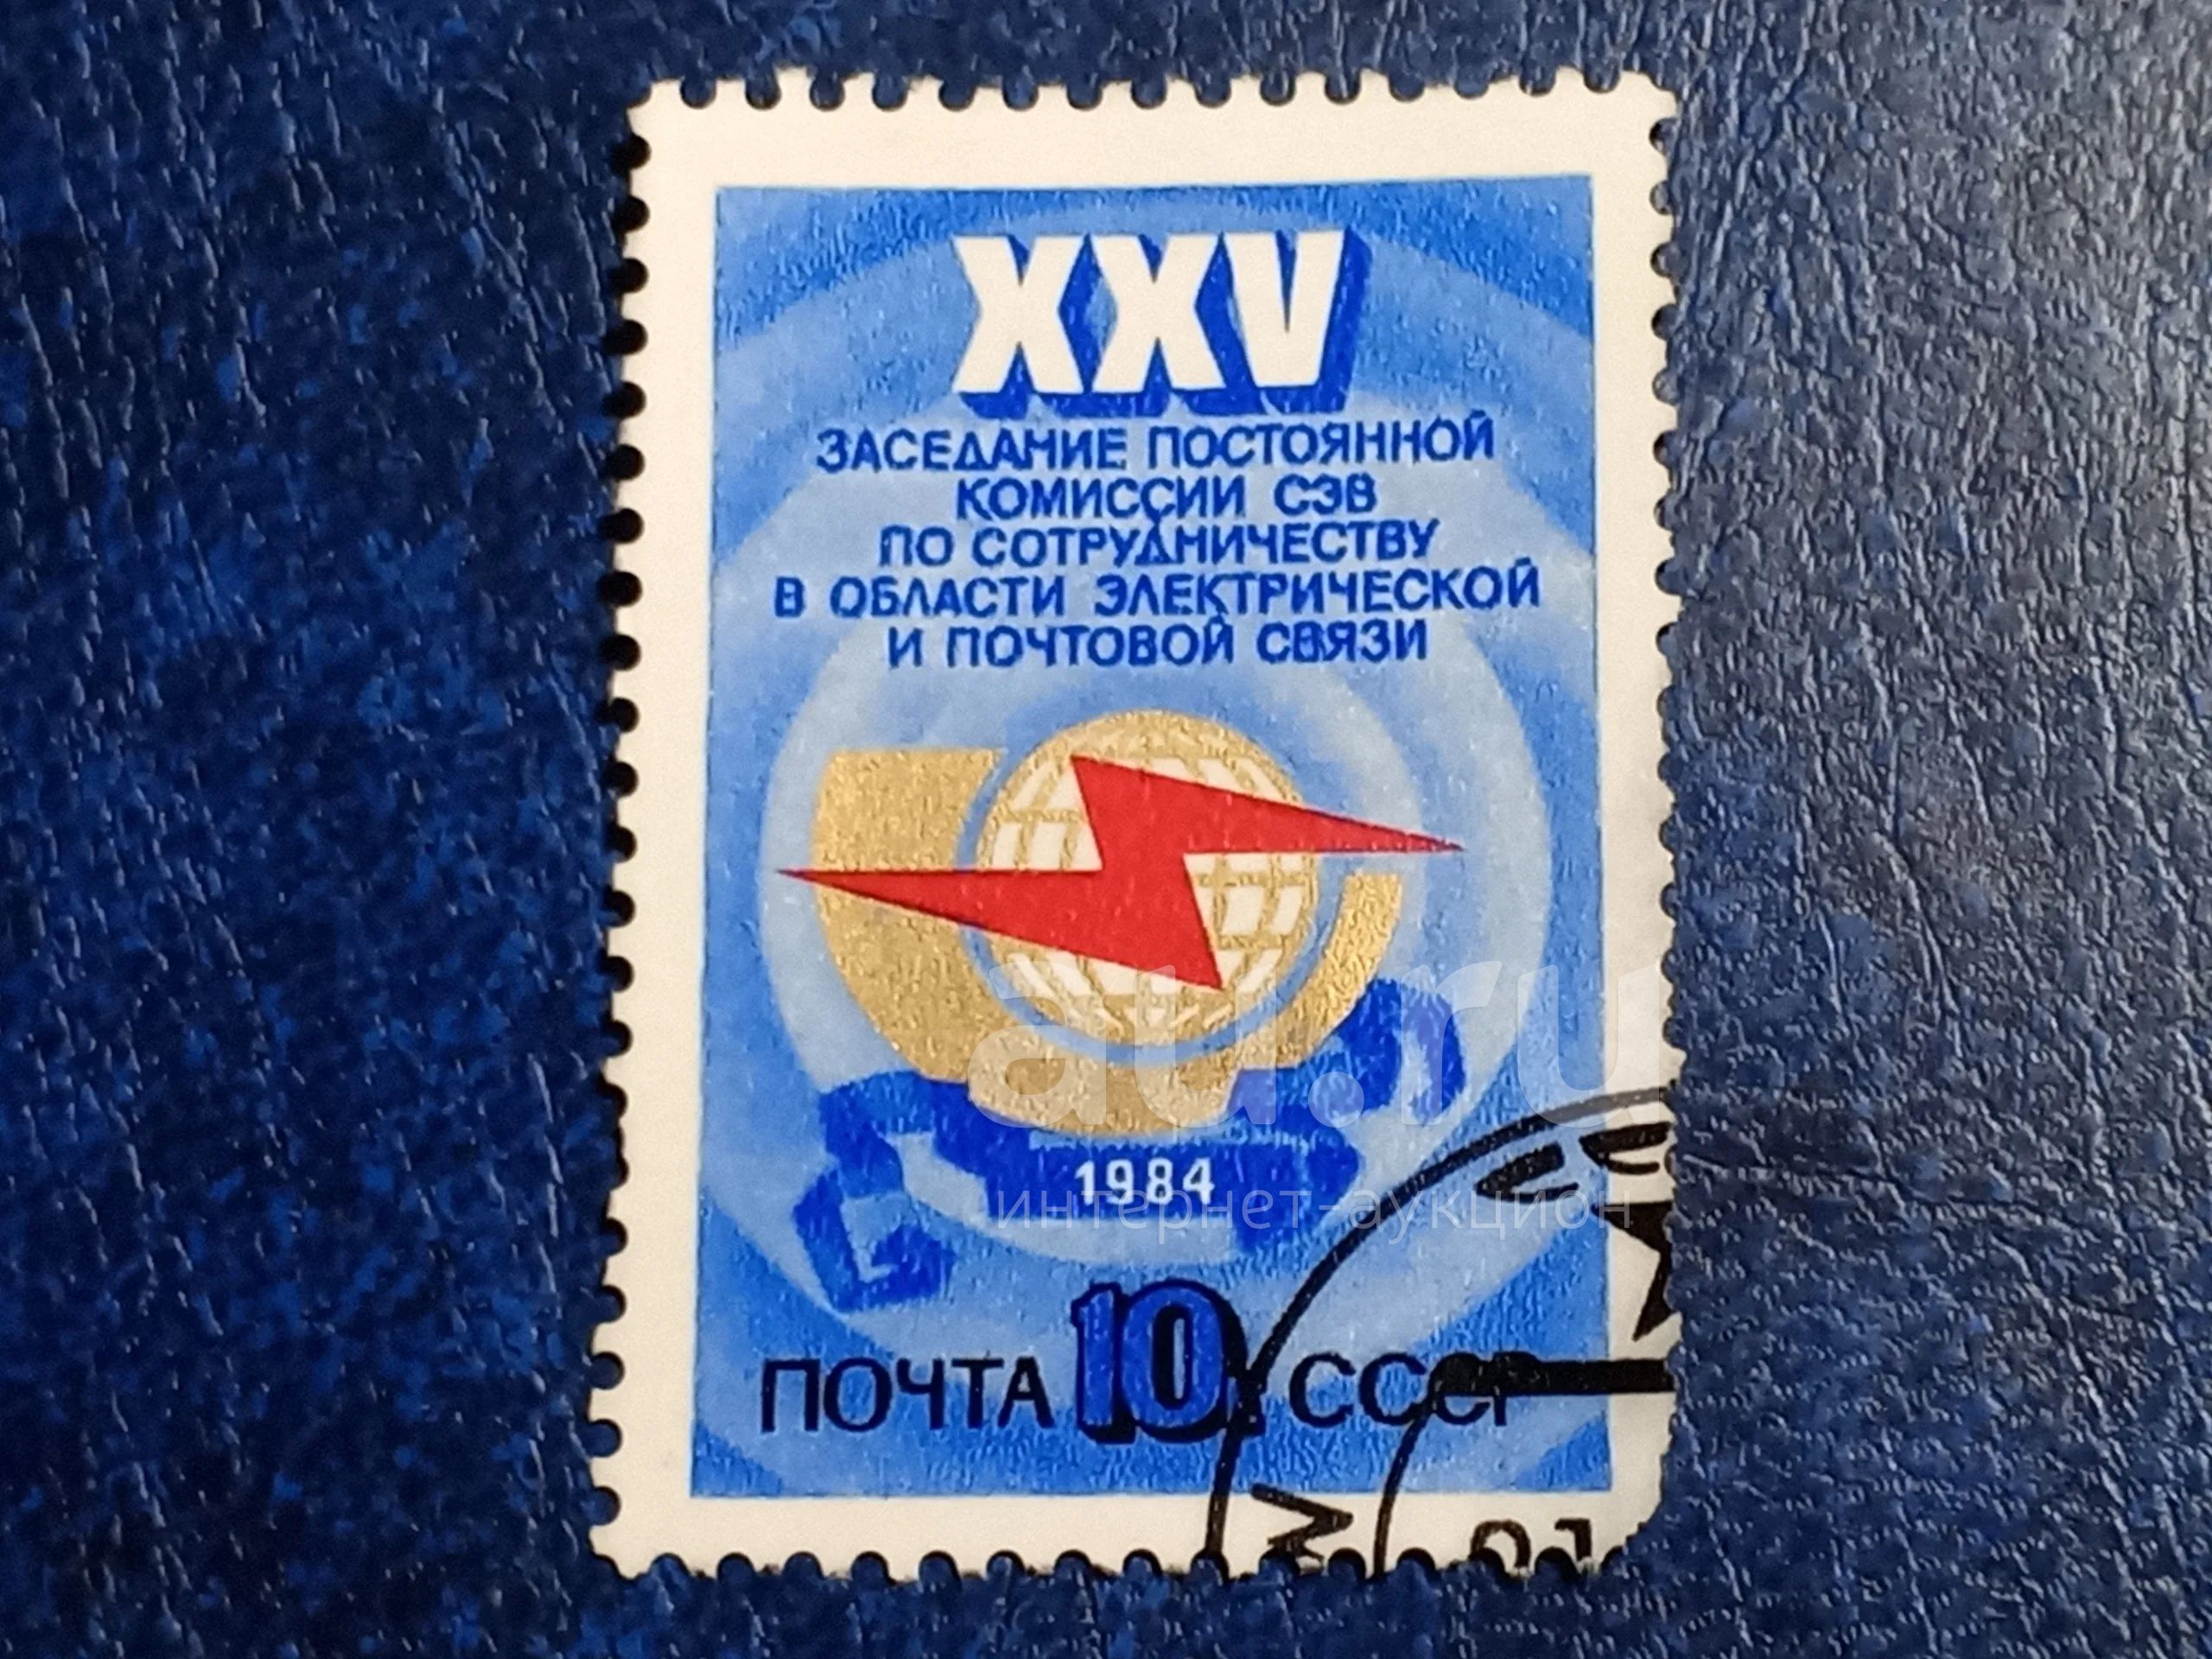 XXV
ЗАСЕДАНИЕ ПОСТОЯННОЙ
КОМИССИИ СЭВ
ПО СОТРУДНИЧЕСТВУ
В ОБЛАСТИ ЭЛЕКТРИЧЕСКОЙ
И ПОЧТОВОЙ СВЯЗИ
au.ru
1984
интернет-аукцион
ПОЧТА 10 СССР